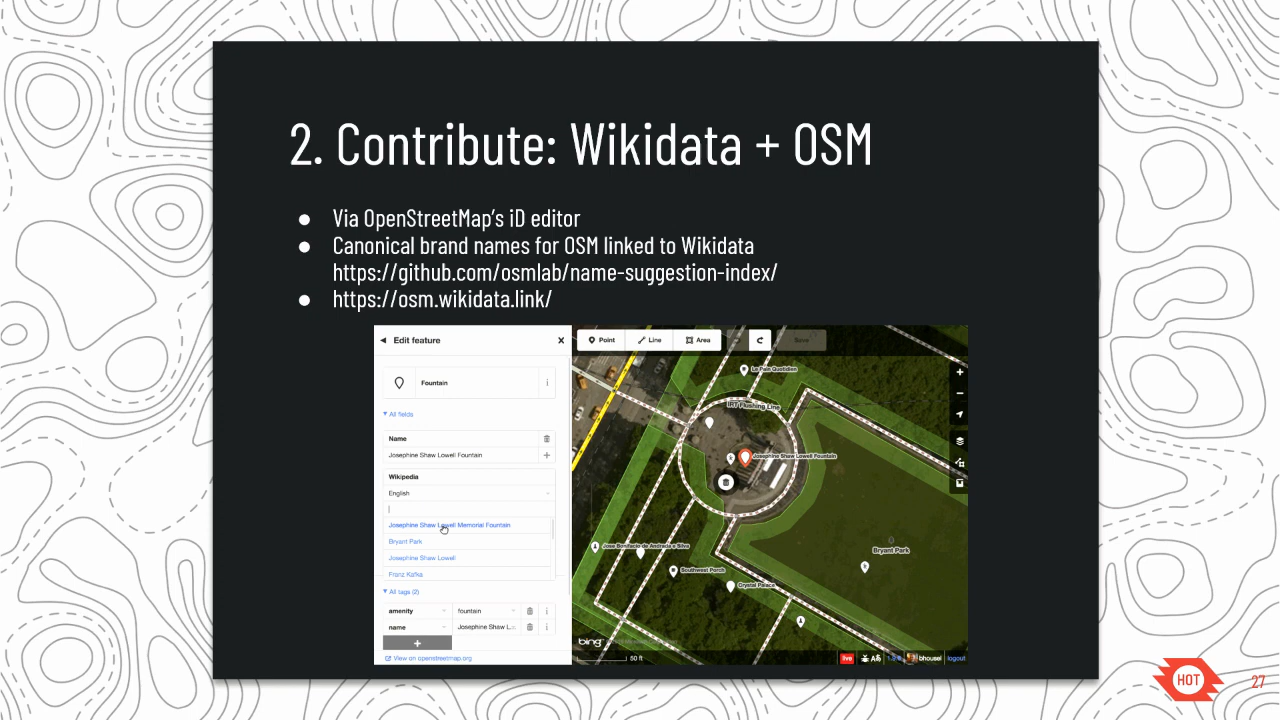 2. Contribute: Wikidata + OSM
● Via OpenStreetMap's iD editor
● Canonical brand names for OSM linked to Wikidata
https://github.com/osmlab/name-suggestion-index/
● https://osm.wikidata.link/
Edit feature
Fountain
All fields
Name
Josephine Shaw Lowell Fountain
Wikipedia
English
Josephine Shaw Lowell Memorial Fountain
Bryant Park
Josephine Shaw Lowell
Franz Kafka
All tags (2)
amenity fountain
name Josephine Shaw L...
View on openstreetmap.org
Point Line Area Save
Le Pain Quotidien
IRT Flushing Line
Josephine Shaw Lowell Fountain
Jose Bonifacio de Andrada e Silva
Bryant Park
Southwest Porch
Crystal Palace
bing
50 ft
live
bhousel logout
HOT
27